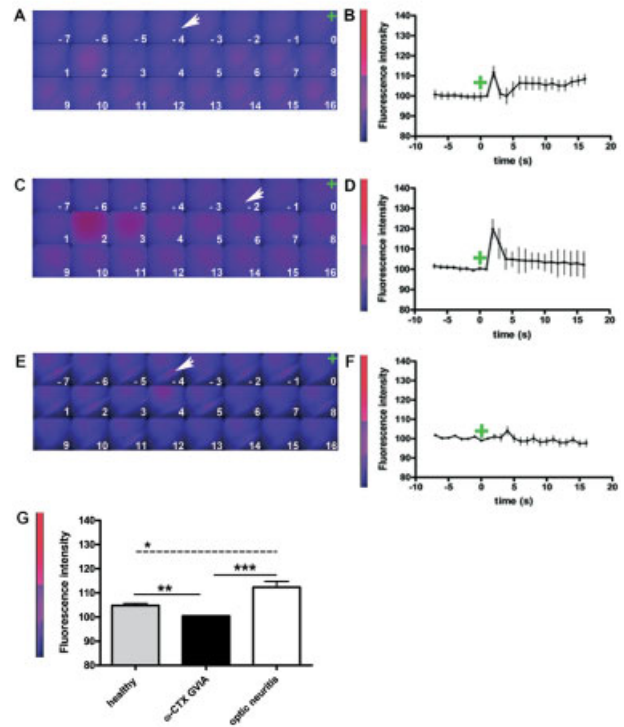 A
-7 -6 -5 -4 -3 -2 -1 0
1 2 3 4 5 6 7 8
9 10 11 12 13 14 15 16
B
Fluorescence intensity
140
130
120
110
100
90
80
-10 -5 0 5 10 15 20
time (s)
C
-7 -6 -5 -4 -3 -2 -1 0
1 2 3 4 5 6 7 8
9 10 11 12 13 14 15 16
D
Fluorescence intensity
140
130
120
110
100
90
80
-10 -5 0 5 10 15 20
time (s)
E
-7 -6 -5 -4 -3 -2 -1 0
1 2 3 4 5 6 7 8
9 10 11 12 13 14 15 16
F
Fluorescence intensity
140
130
120
110
100
90
80
-10 -5 0 5 10 15 20
time (s)
G
Fluorescence intensity
140
130
120
110
100
90
80
*
**
***
healthy
ω-CTX GVIA
optic neuritis